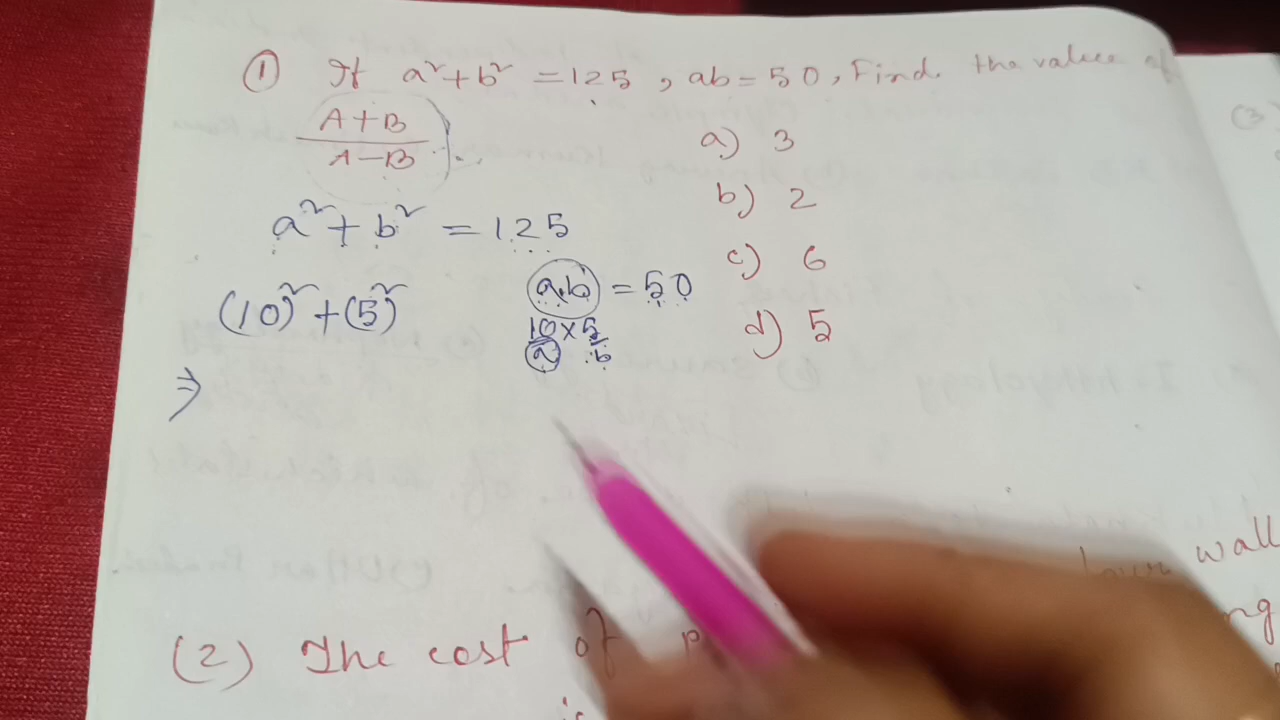 ① If a²+b² =125, ab=50, Find the value of
A+B
A-B
a) 3
b) 2
c) 6
d) 5
a²+b² =125
(10)²+(5)²
a.b = 50
10×5
a b
⇒
(2) The cost of
wall
(3